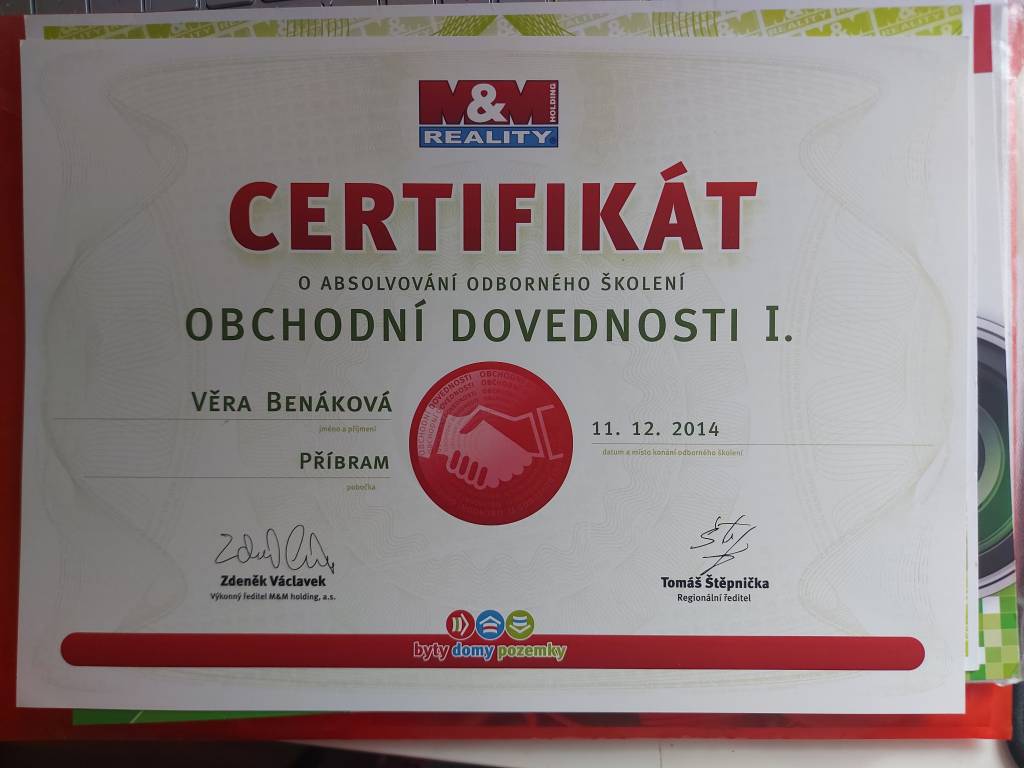 M&M HOLDING
REALITY
CERTIFIKÁT
O ABSOLVOVÁNÍ ODBORNÉHO ŠKOLENÍ
OBCHODNÍ DOVEDNOSTI I.
VĚRA BENÁKOVÁ
jméno a příjmení
PŘÍBRAM
pobočka
11. 12. 2014
datum a místo konání odborného školení
Zdeněk Václavek
Výkonný ředitel M&M holding, a.s.
Tomáš Štěpnička
Regionální ředitel
byty domy pozemky